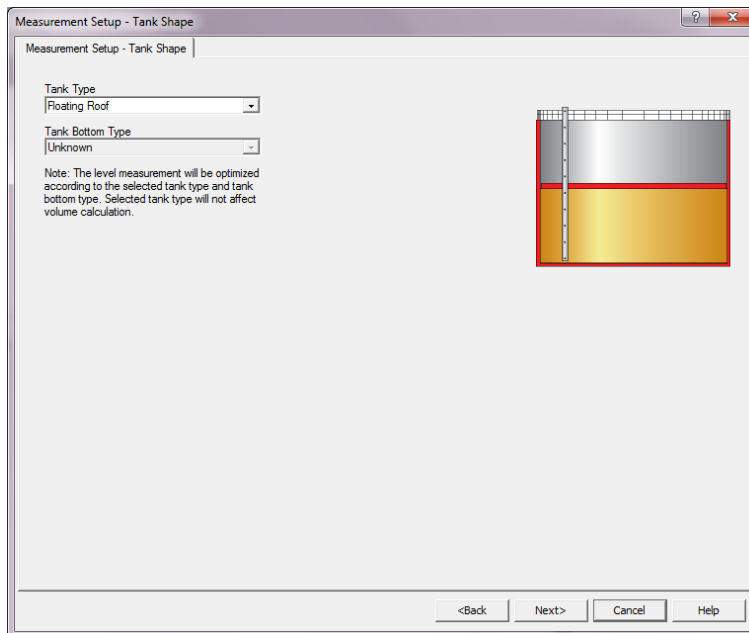 Measurement Setup - Tank Shape
?
Measurement Setup - Tank Shape
Tank Type
Floating Roof
Tank Bottom Type
Unknown
Note: The level measurement will be optimized
according to the selected tank type and tank
bottom type. Selected tank type will not affect
volume calculation.
<Back
Next>
Cancel
Help